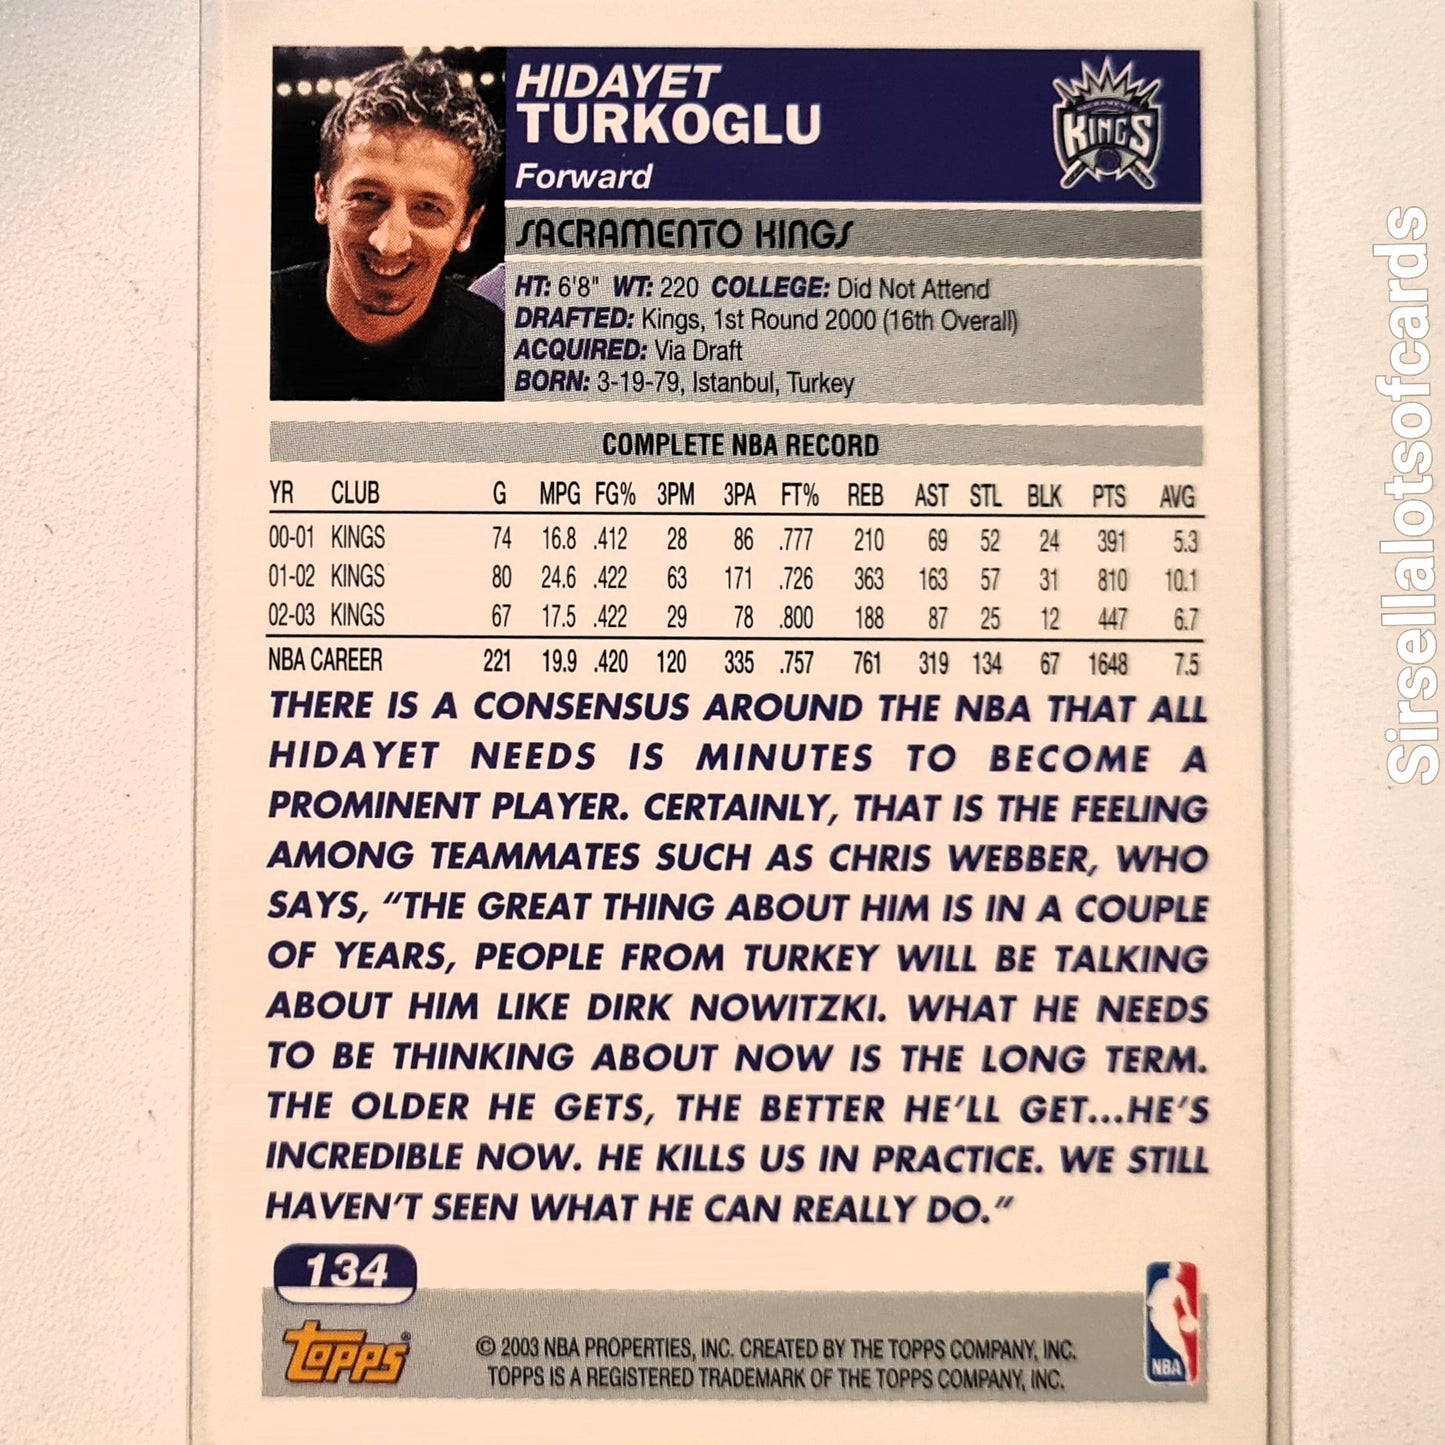 HIDAYET
TURKOGLU
Forward
SACRAMENTO
KINGS
SACRAMENTO KINGS
HT: 6'8" WT: 220 COLLEGE: Did Not Attend
DRAFTED: Kings, 1st Round 2000 (16th Overall)
ACQUIRED: Via Draft
BORN: 3-19-79, Istanbul, Turkey
COMPLETE NBA RECORD
YR CLUB G MPG FG% 3PM 3PA FT% REB AST STL BLK PTS AVG
00-01 KINGS 74 16.8 .412 28 86 .777 210 69 52 24 391 5.3
01-02 KINGS 80 24.6 .422 63 171 .726 363 163 57 31 810 10.1
02-03 KINGS 67 17.5 .422 29 78 .800 188 87 25 12 447 6.7
NBA CAREER 221 19.9 .420 120 335 .757 761 319 134 67 1648 7.5
THERE IS A CONSENSUS AROUND THE NBA THAT ALL
HIDAYET NEEDS IS MINUTES TO BECOME A
PROMINENT PLAYER. CERTAINLY, THAT IS THE FEELING
AMONG TEAMMATES SUCH AS CHRIS WEBBER, WHO
SAYS, “THE GREAT THING ABOUT HIM IS IN A COUPLE
OF YEARS, PEOPLE FROM TURKEY WILL BE TALKING
ABOUT HIM LIKE DIRK NOWITZKI. WHAT HE NEEDS
TO BE THINKING ABOUT NOW IS THE LONG TERM.
THE OLDER HE GETS, THE BETTER HE’LL GET...HE’S
INCREDIBLE NOW. HE KILLS US IN PRACTICE. WE STILL
HAVEN’T SEEN WHAT HE CAN REALLY DO.”
134
topps®
© 2003 NBA PROPERTIES, INC. CREATED BY THE TOPPS COMPANY, INC.
TOPPS IS A REGISTERED TRADEMARK OF THE TOPPS COMPANY, INC.
NBA
Sirsellalotsofcards